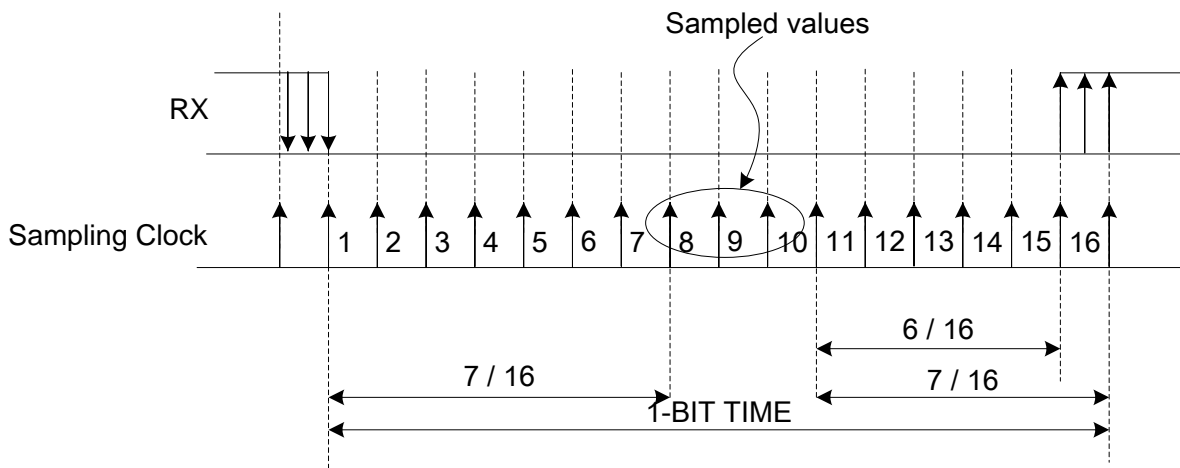 Sampled values
RX
Sampling Clock
1 2 3 4 5 6 7 8 9 10 11 12 13 14 15 16
6 / 16
7 / 16
7 / 16
1-BIT TIME